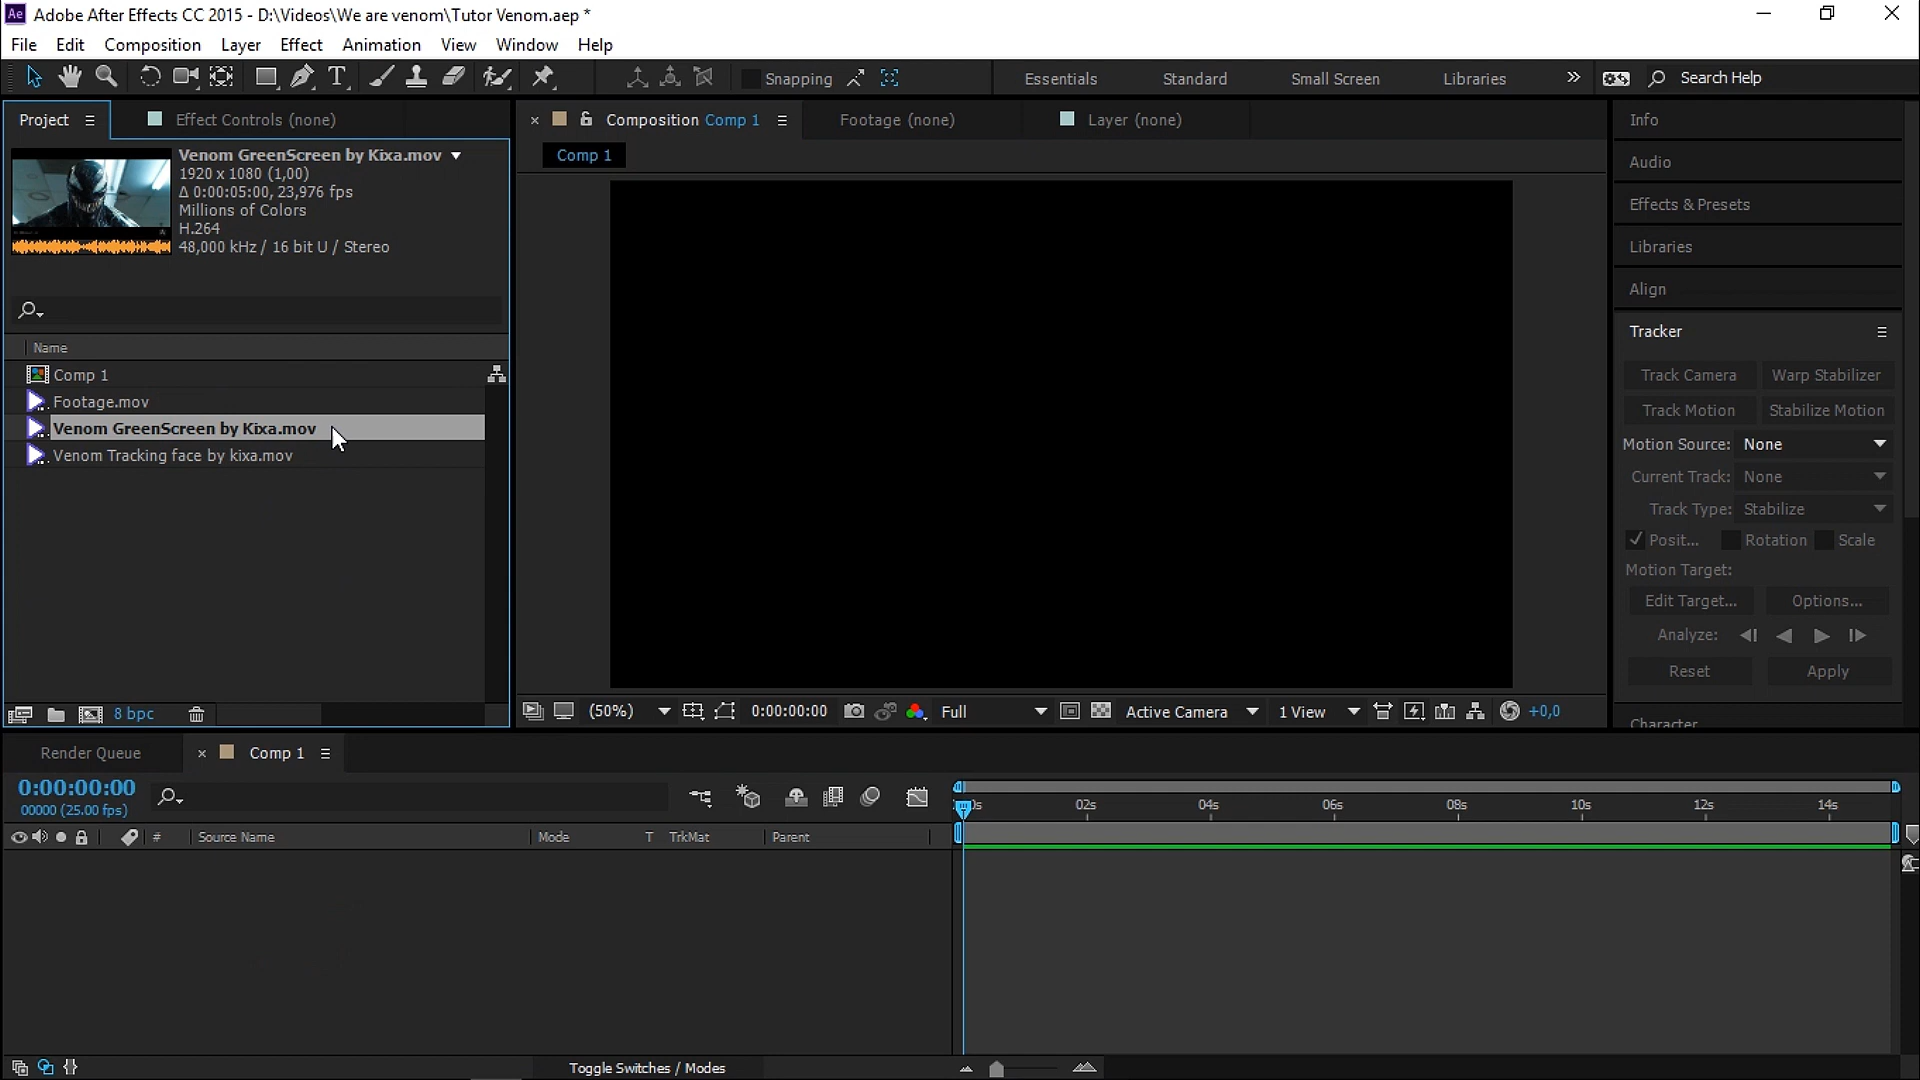 Ae Adobe After Effects CC 2015 - D:\Videos\We are venom\Tutor Venom.aep *
File Edit Composition Layer Effect Animation View Window Help
T Snapping Essentials Standard Small Screen Libraries » Search Help
Project Effect Controls (none) × Composition Comp 1 Footage (none) Layer (none) Info
Comp 1
Venom GreenScreen by Kixa.mov
1920 x 1080 (1,00)
Δ 0:00:05:00, 23,976 fps
Millions of Colors
H.264
48,000 kHz / 16 bit U / Stereo
Name
Comp 1
Footage.mov
Venom GreenScreen by Kixa.mov
Venom Tracking face by kixa.mov
8 bpc
(50%) 0:00:00:00 Full Active Camera 1 View +0,0
Audio
Effects & Presets
Libraries
Align
Tracker
Track Camera Warp Stabilizer
Track Motion Stabilize Motion
Motion Source: None
Current Track: None
Track Type: Stabilize
Posit... Rotation Scale
Motion Target:
Edit Target... Options...
Analyze:
Reset Apply
Character
Render Queue × Comp 1
0:00:00:00
00000 (25.00 fps)
02s 04s 06s 08s 10s 12s 14s
# Source Name Mode T TrkMat Parent
Toggle Switches / Modes